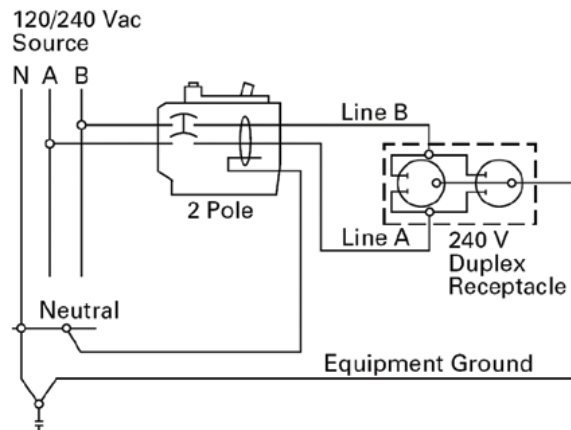 120/240 Vac
Source
N A B
Line B
2 Pole
Line A
240 V
Duplex
Receptacle
Neutral
Equipment Ground